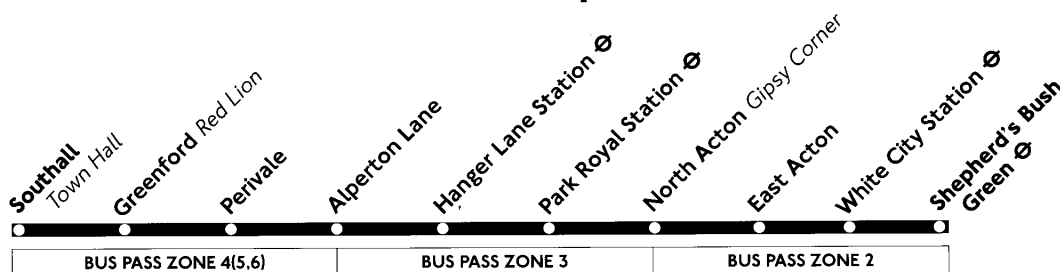 Southall
Town Hall
Greenford Red Lion
Perivale
Alperton Lane
Hanger Lane Station
Park Royal Station
North Acton Gipsy Corner
East Acton
White City Station
Shepherd's Bush
Green
BUS PASS ZONE 4(5,6)
BUS PASS ZONE 3
BUS PASS ZONE 2